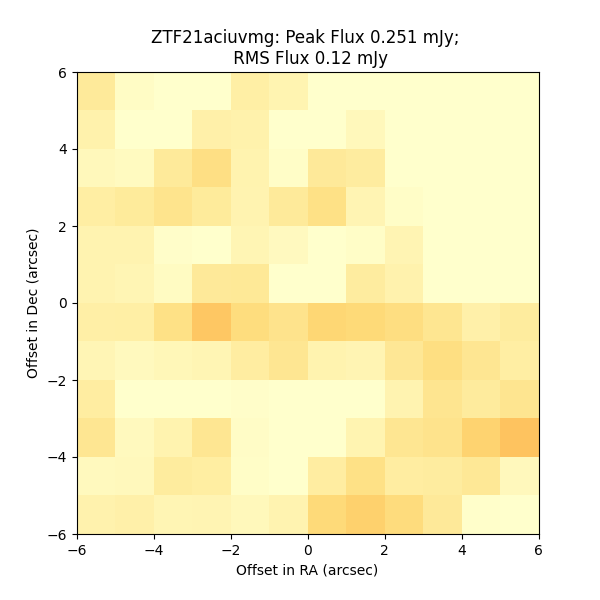 ZTF21aciuvmg: Peak Flux 0.251 mJy;
RMS Flux 0.12 mJy
6
4
2
0
−2
−4
−6
Offset in Dec (arcsec)
−6 −4 −2 0 2 4 6
Offset in RA (arcsec)